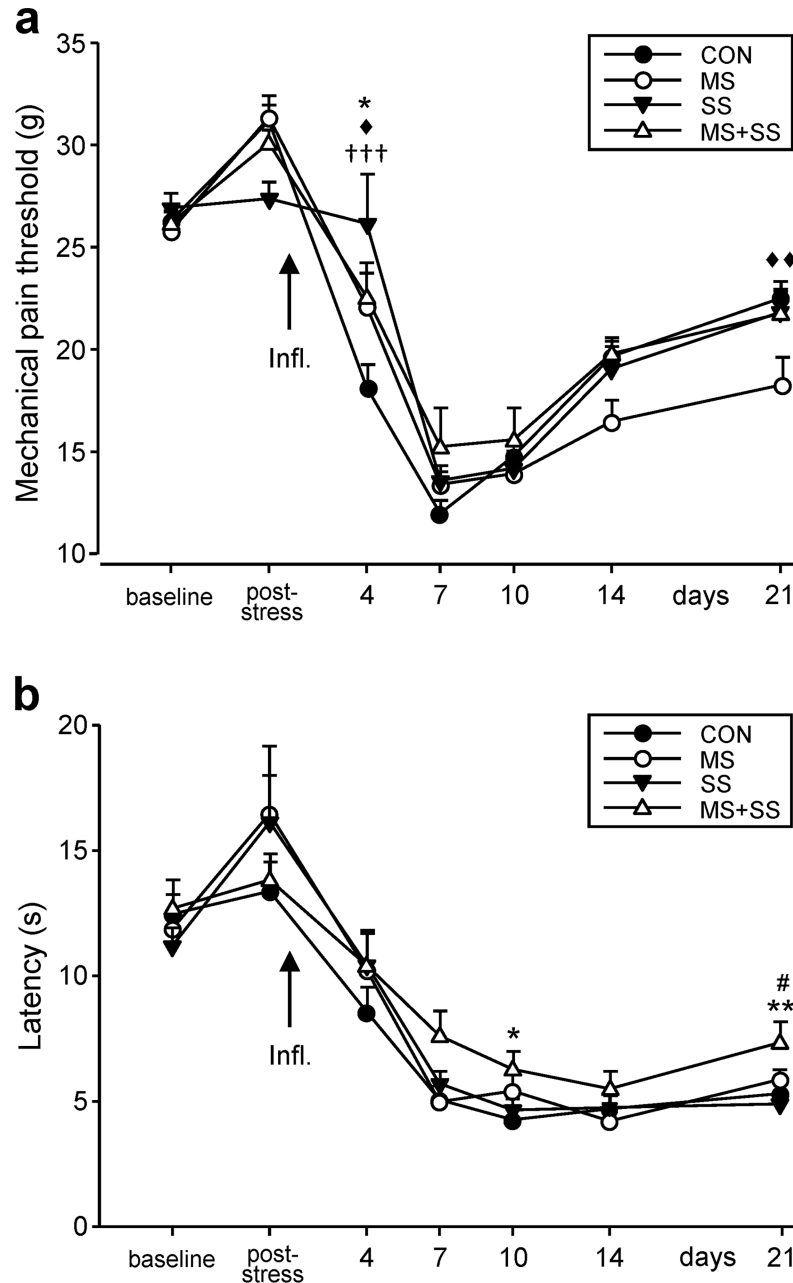 a
35
30
25
20
15
10
Mechanical pain threshold (g)
CON
MS
SS
MS+SS
*
♦
†††
♦♦
Infl.
baseline
post-
stress
4
7
10
14
days
21
b
20
15
10
5
0
Latency (s)
CON
MS
SS
MS+SS
*
#
**
Infl.
baseline
post-
stress
4
7
10
14
days
21